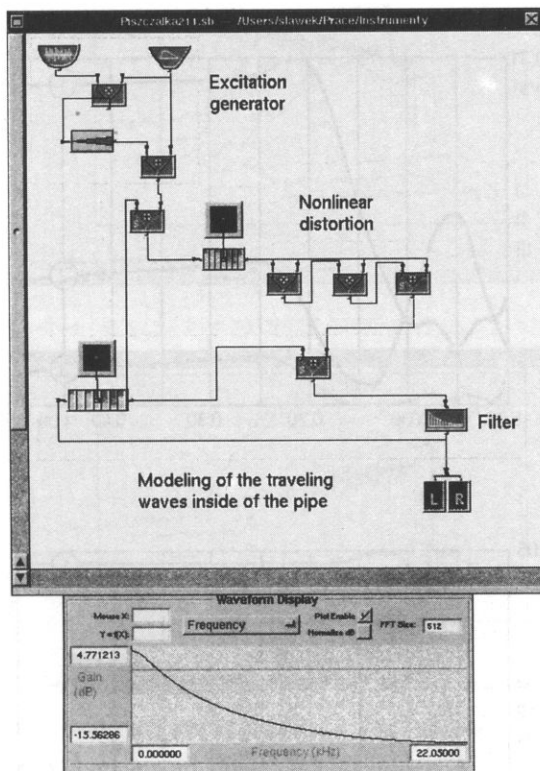 Piszczalka211.sb — /Users/slawek/Prace/Instrumenty
Excitation
generator
Nonlinear
distortion
Filter
Modeling of the traveling
waves inside of the pipe
L R
Waveform Display
Mouse X:
Y = f(X):
Frequency
Plot Enable
Normalize dB
FFT Size: 512
4.771213
Gain
(dB)
-15.56286
0.000000 Frequency (kHz) 22.05000